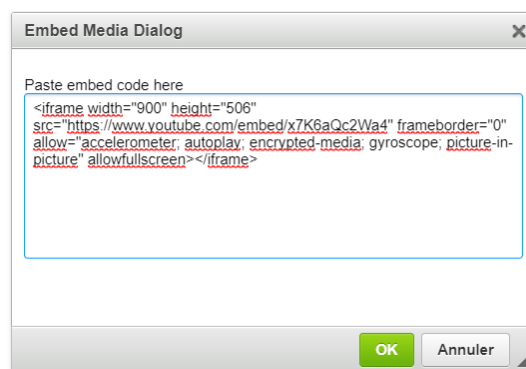 Embed Media Dialog
Paste embed code here
<iframe width="900" height="506"
src="https://www.youtube.com/embed/x7K6aQc2Wa4" frameborder="0"
allow="accelerometer; autoplay; encrypted-media; gyroscope; picture-in-
picture" allowfullscreen></iframe>
OK Annuler